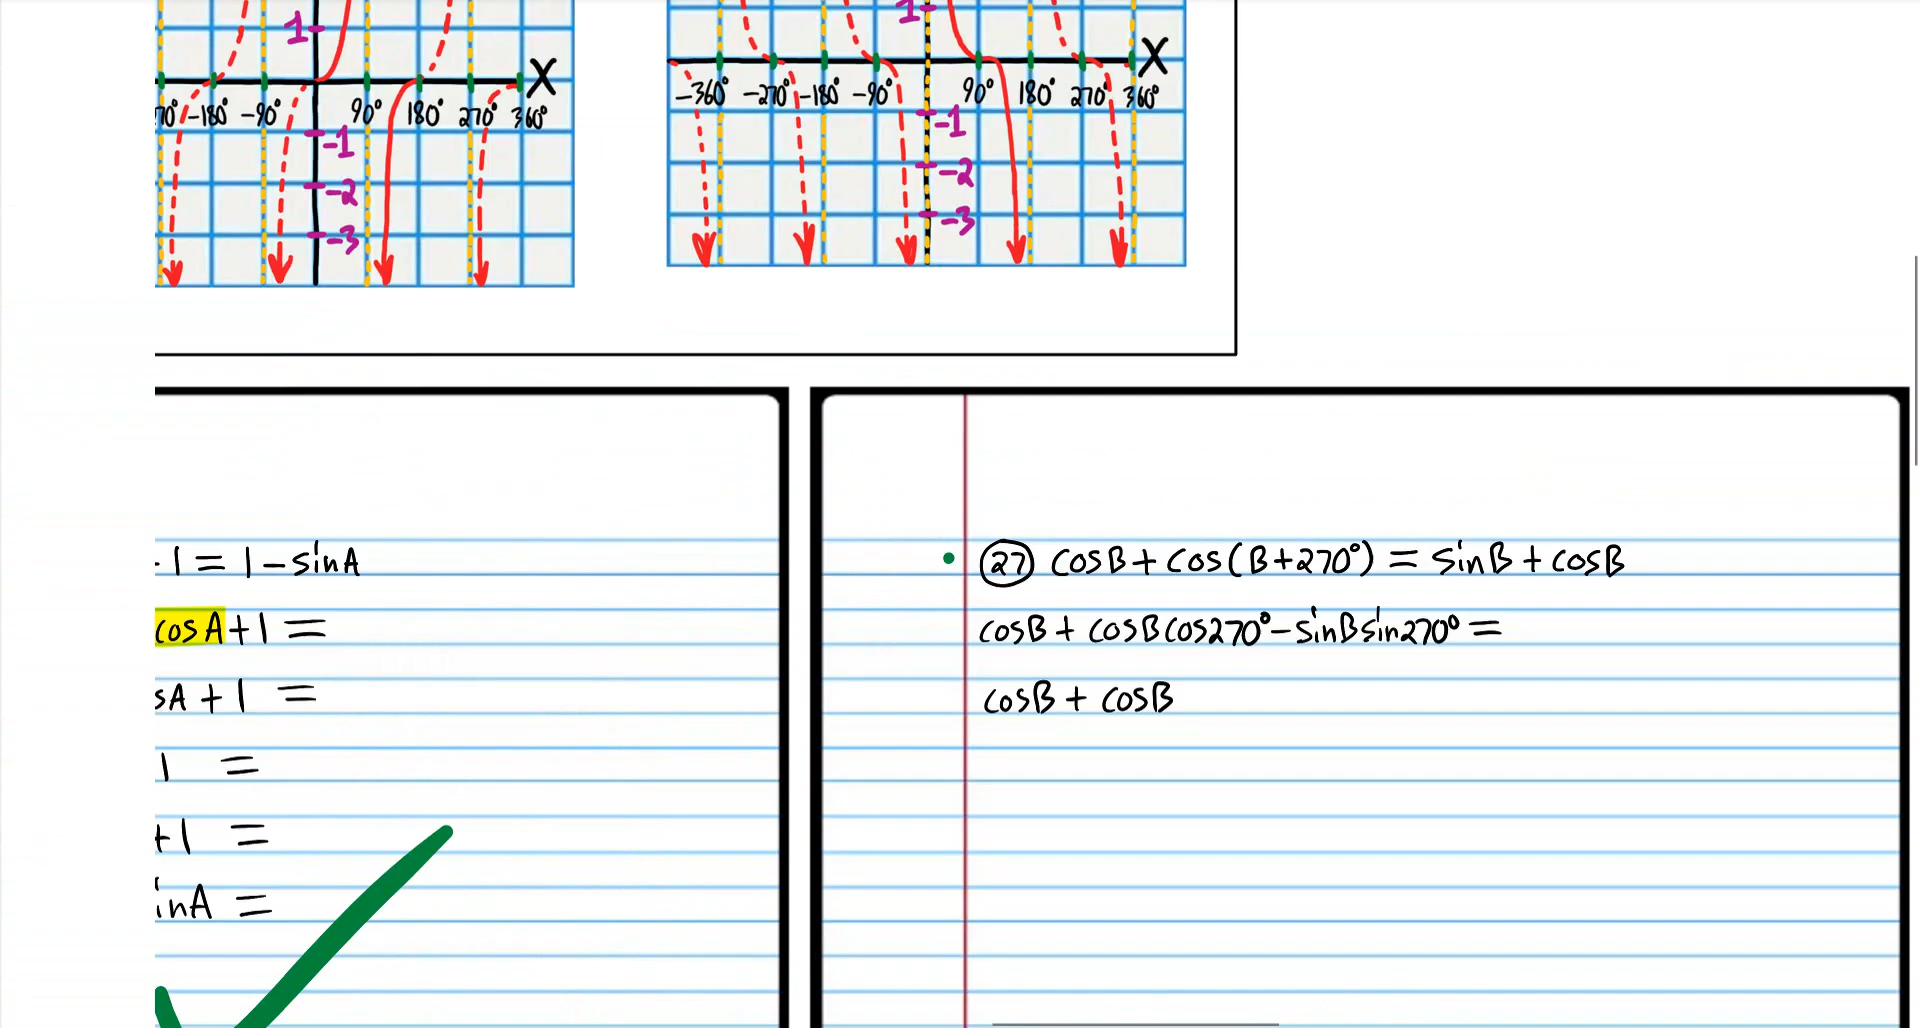 1
X
70° -180° -90° 90° 180° 270° 360°
-1
-2
-3
1
X
-360° -270° -180° -90° 90° 180° 270° 360°
-1
-2
-3
-1 = 1 - sinA
cosA + 1 =
sA + 1 =
1 =
+1 =
inA =
27 cosB + cos(B + 270°) = sinB + cosB
cosB + cosBcos270° - sinBsin270° =
cosB + cosB